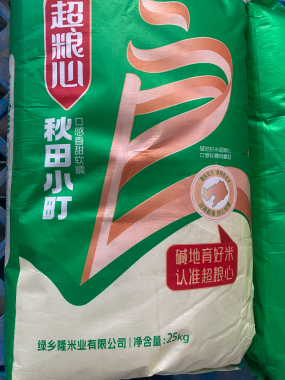 超粮心
秋田小町
口感香甜软糯
碱地育好米
认准超粮心
绿乡隆米业有限公司 | 净含量:25kg